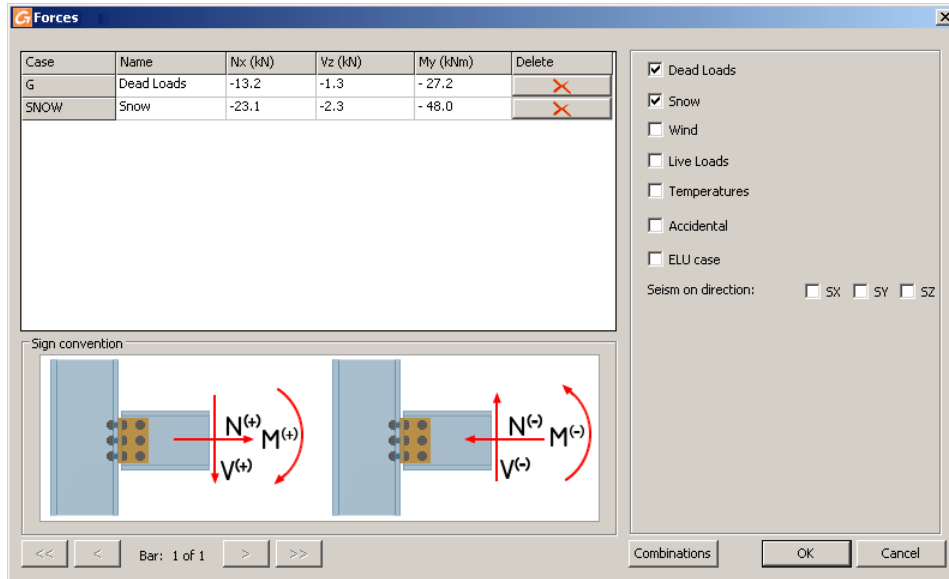 Forces
Case Name Nx (kN) Vz (kN) My (kNm) Delete
G Dead Loads -13.2 -1.3 - 27.2
SNOW Snow -23.1 -2.3 - 48.0
Dead Loads
Snow
Wind
Live Loads
Temperatures
Accidental
ELU case
Seism on direction: SX SY SZ
Sign convention
N(+) M(+) V(+)
N(-) M(-) V(-)
<< < Bar: 1 of 1 > >>
Combinations OK Cancel